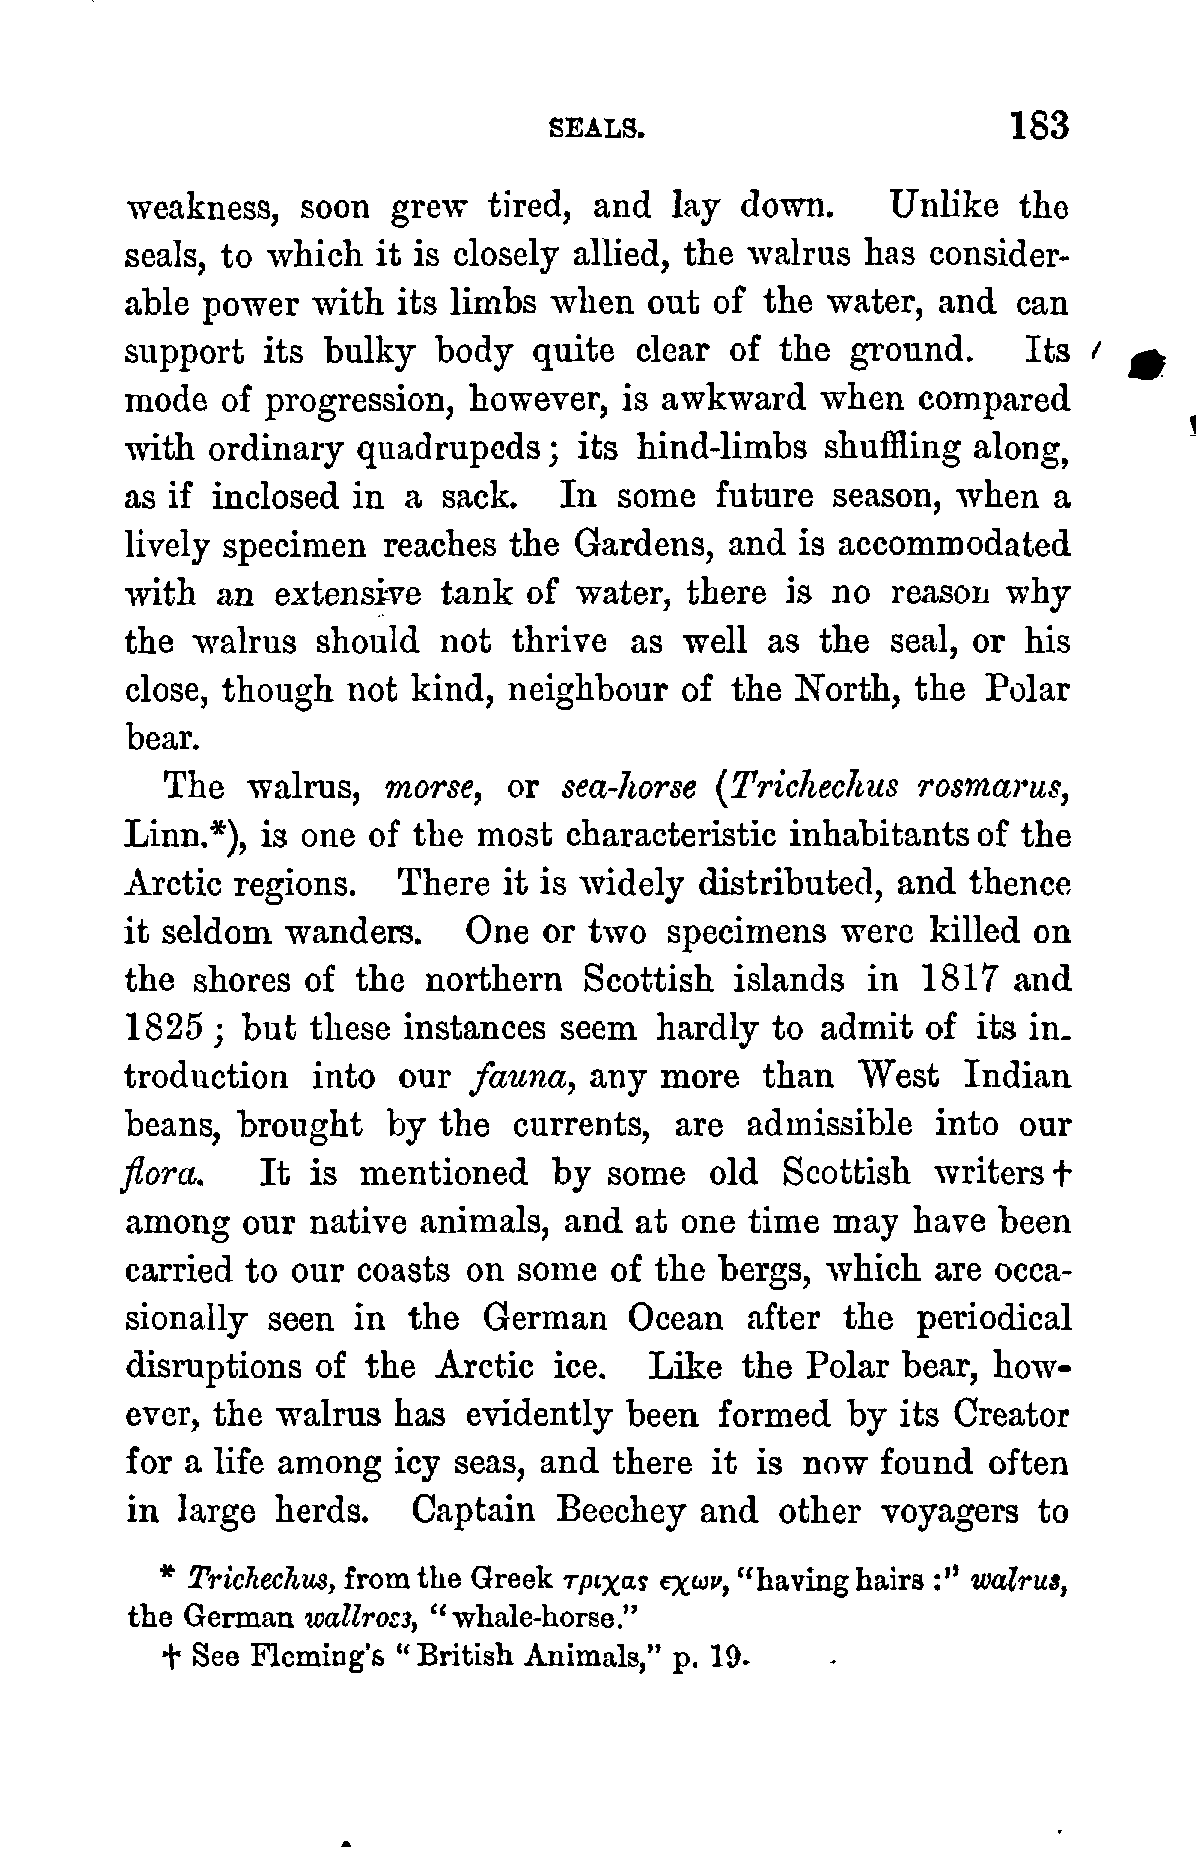 SEALS. 183
weakness, soon grew tired, and lay down. Unlike the
seals, to which it is closely allied, the walrus has consider-
able power with its limbs when out of the water, and can
support its bulky body quite clear of the ground. Its
mode of progression, however, is awkward when compared
with ordinary quadrupeds; its hind-limbs shuffling along,
as if inclosed in a sack. In some future season, when a
lively specimen reaches the Gardens, and is accommodated
with an extensive tank of water, there is no reason why
the walrus should not thrive as well as the seal, or his
close, though not kind, neighbour of the North, the Polar
bear.
The walrus, morse, or sea-horse (Trichechus rosmarus,
Linn.*), is one of the most characteristic inhabitants of the
Arctic regions. There it is widely distributed, and thence
it seldom wanders. One or two specimens were killed on
the shores of the northern Scottish islands in 1817 and
1825; but these instances seem hardly to admit of its in-
troduction into our fauna, any more than West Indian
beans, brought by the currents, are admissible into our
flora. It is mentioned by some old Scottish writers†
among our native animals, and at one time may have been
carried to our coasts on some of the bergs, which are occa-
sionally seen in the German Ocean after the periodical
disruptions of the Arctic ice. Like the Polar bear, how-
ever, the walrus has evidently been formed by its Creator
for a life among icy seas, and there it is now found often
in large herds. Captain Beechey and other voyagers to
* Trichechus, from the Greek τριχας εχων, "having hairs:" walrus,
the German wallross, "whale-horse."
† See Fleming's "British Animals," p. 19.